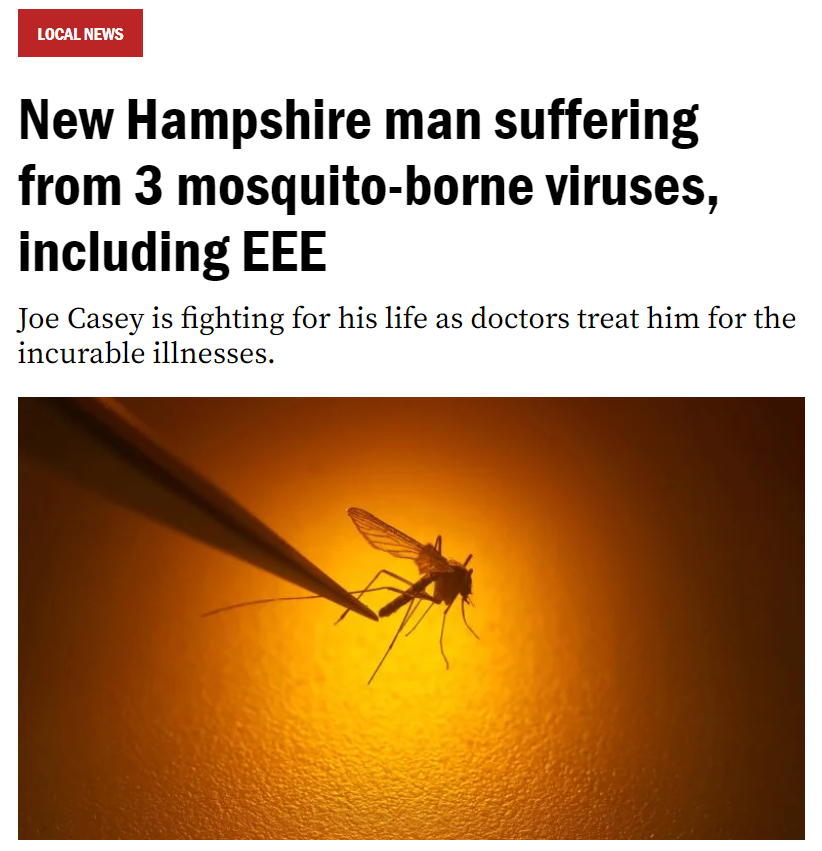 LOCAL NEWS
New Hampshire man suffering
from 3 mosquito-borne viruses,
including EEE
Joe Casey is fighting for his life as doctors treat him for the
incurable illnesses.